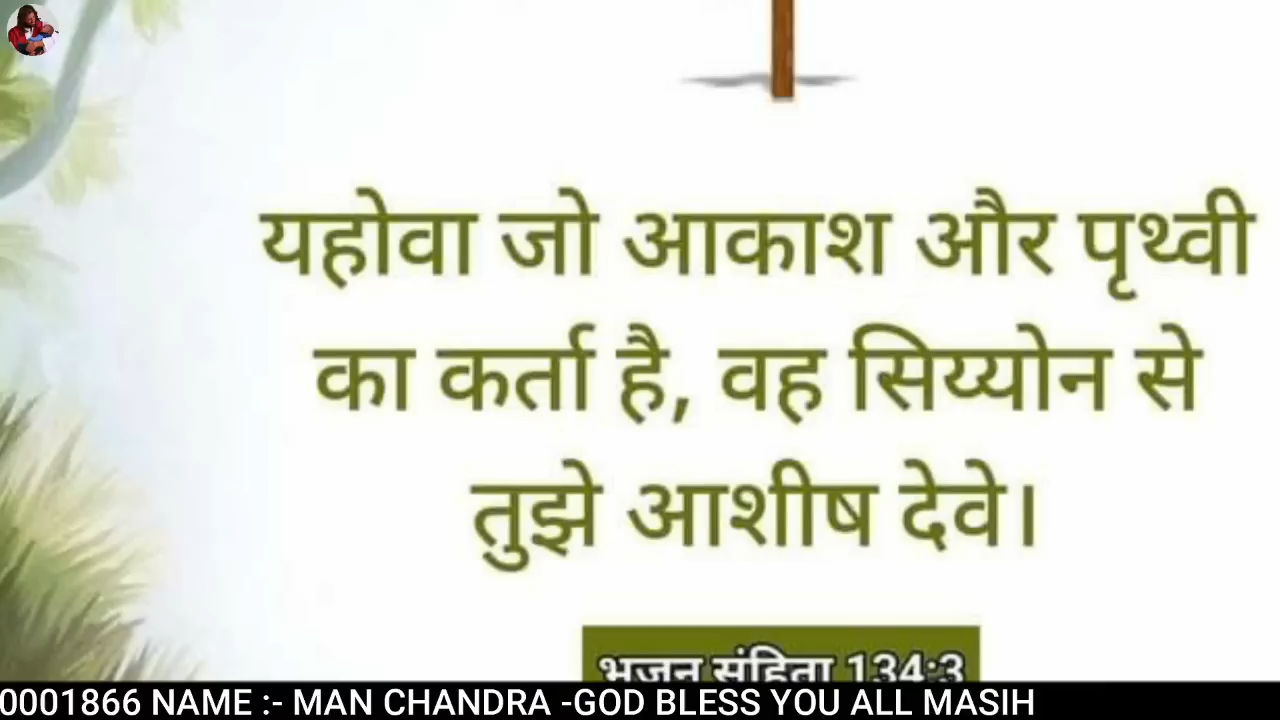 यहोवा जो आकाश और पृथ्वी
का कर्ता है, वह सिय्योन से
तुझे आशीष देवे।
भजन संहिता 134:3
0001866 NAME :- MAN CHANDRA -GOD BLESS YOU ALL MASIH